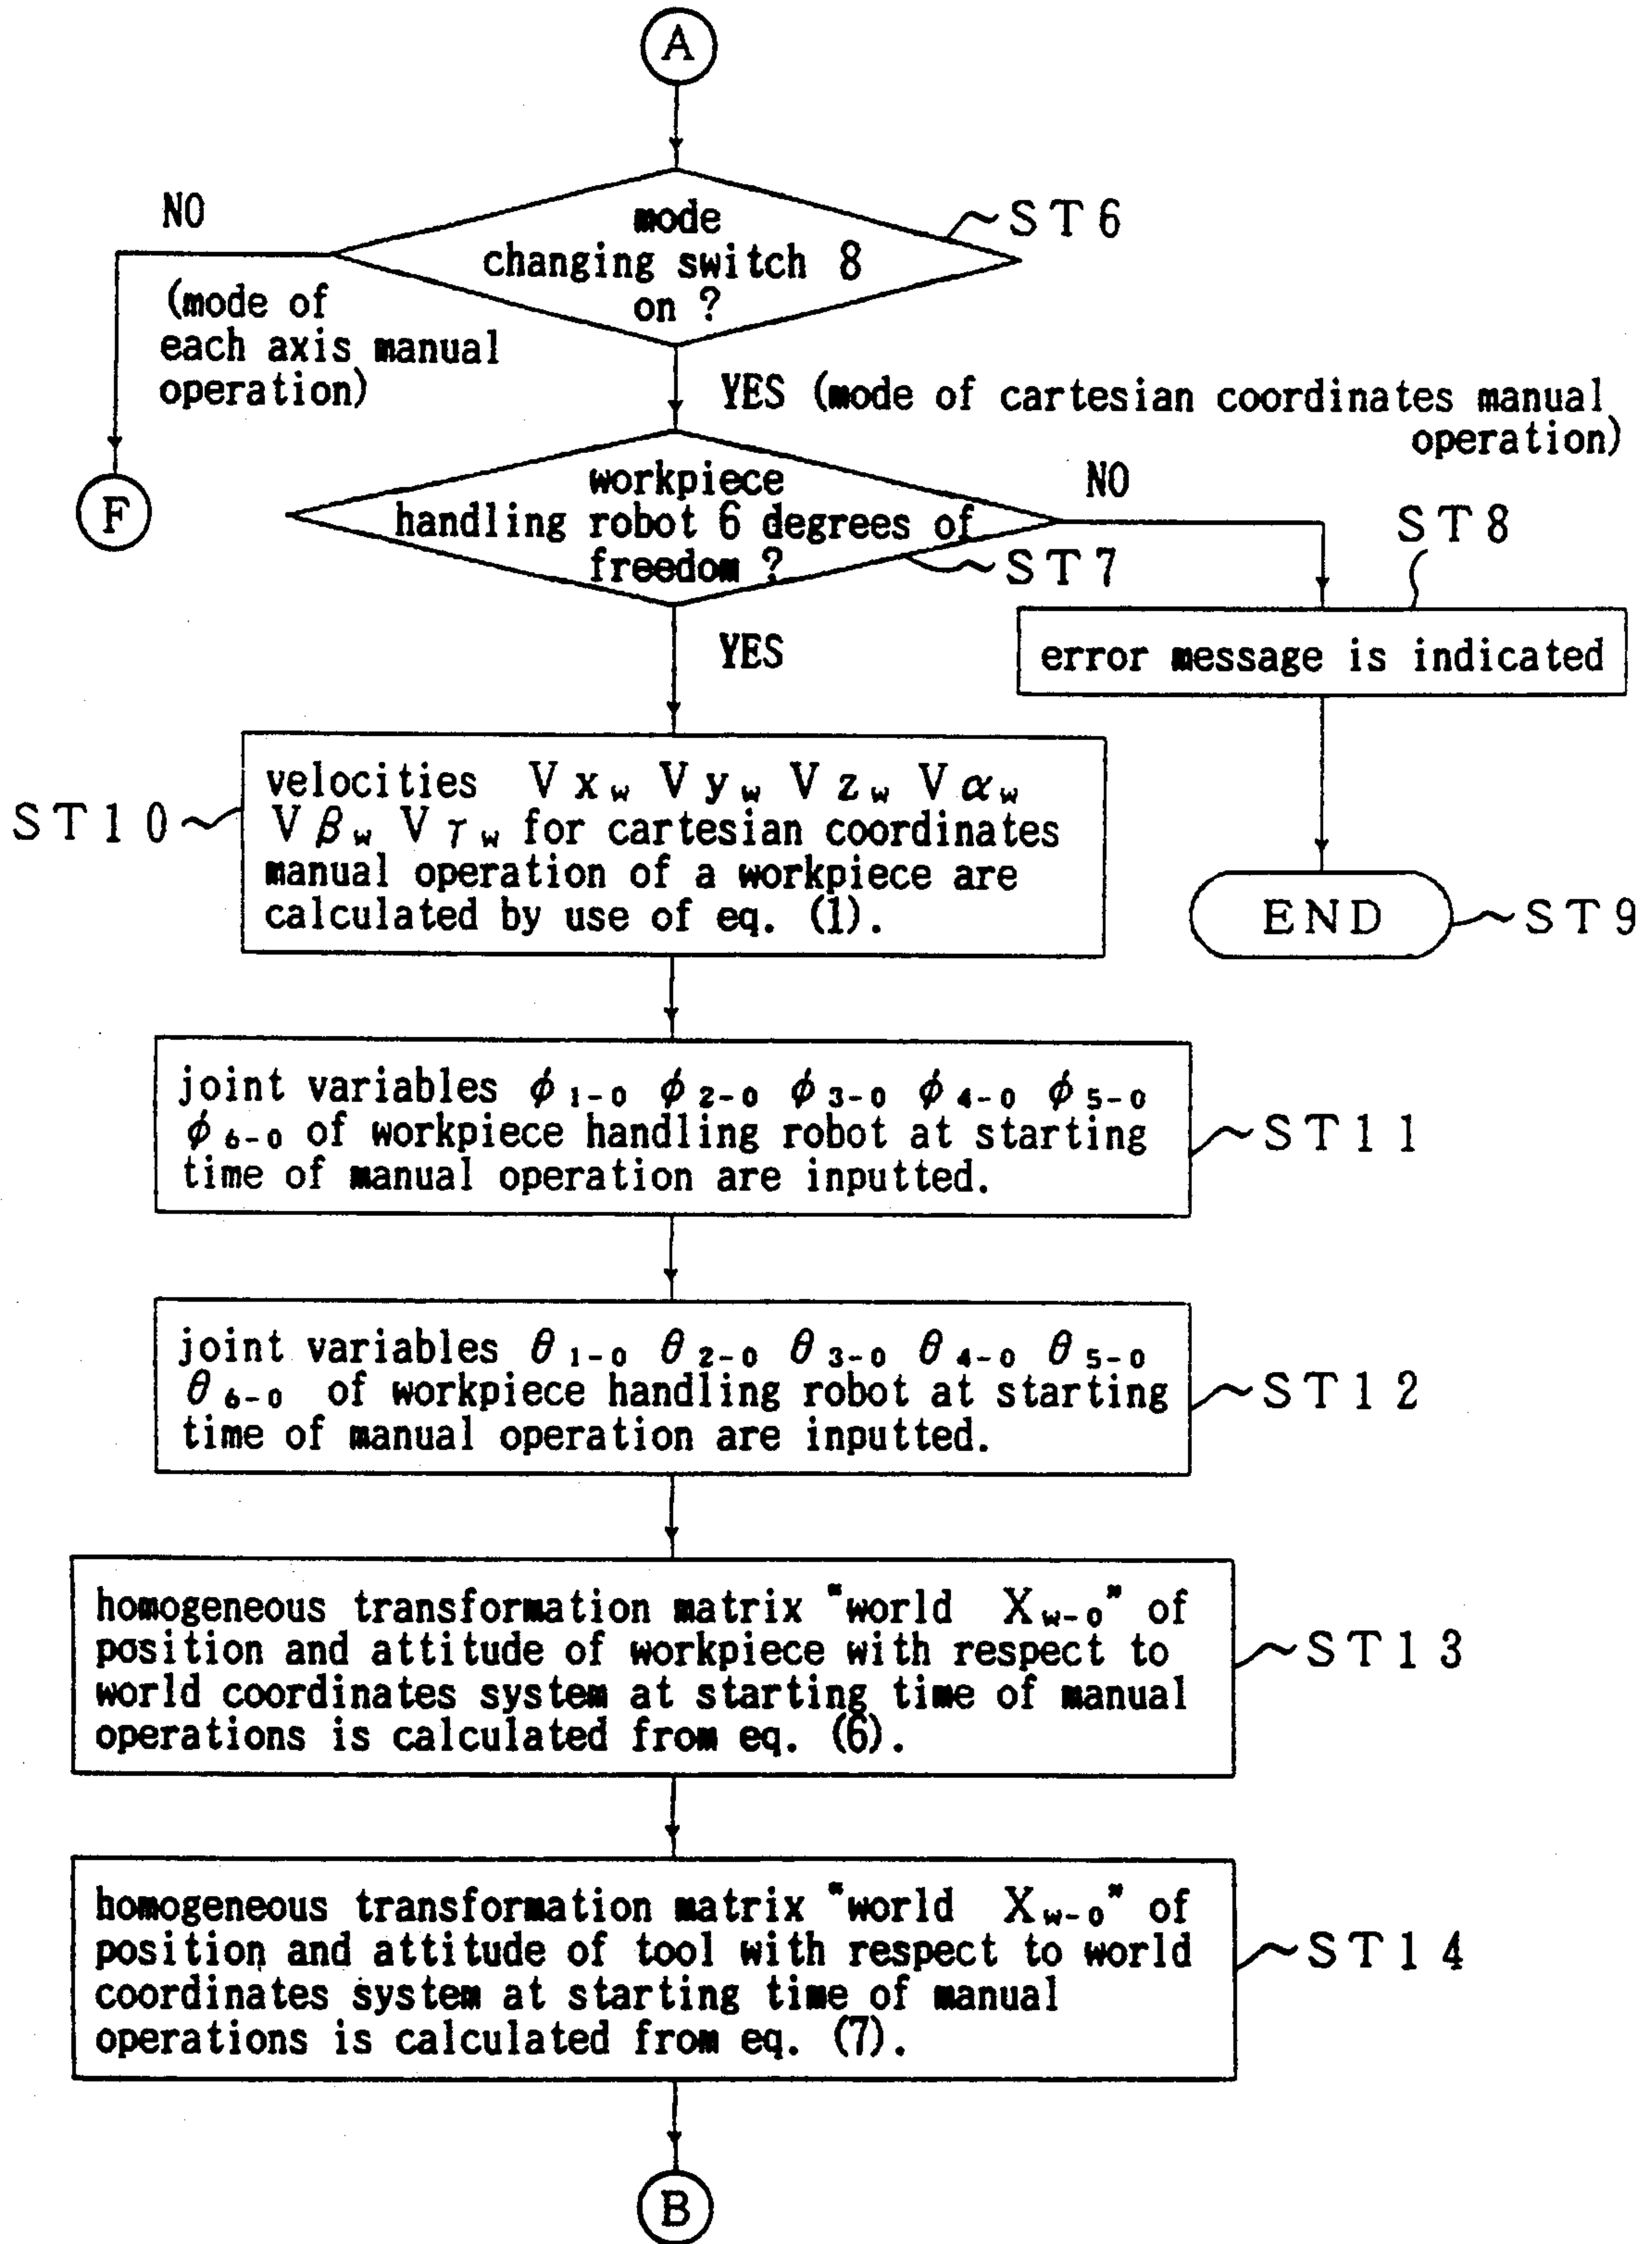 A
NO
mode
changing switch 8
on ?
ST6
(mode of
each axis manual
operation)
YES (mode of cartesian coordinates manual
operation)
F
workpiece
handling robot 6 degrees of
freedom ?
ST7
NO
ST8
error message is indicated
YES
END
ST9
ST10
velocities Vx_w Vy_w Vz_w Vα_w
Vβ_w Vγ_w for cartesian coordinates
manual operation of a workpiece are
calculated by use of eq. (1).
joint variables ϕ1-0 ϕ2-0 ϕ3-0 ϕ4-0 ϕ5-0
ϕ6-0 of workpiece handling robot at starting
time of manual operation are inputted.
ST11
joint variables θ1-0 θ2-0 θ3-0 θ4-0 θ5-0
θ6-0 of workpiece handling robot at starting
time of manual operation are inputted.
ST12
homogeneous transformation matrix "world Xw-0" of
position and attitude of workpiece with respect to
world coordinates system at starting time of manual
operations is calculated from eq. (6).
ST13
homogeneous transformation matrix "world Xw-0" of
position and attitude of tool with respect to world
coordinates system at starting time of manual
operations is calculated from eq. (7).
ST14
B